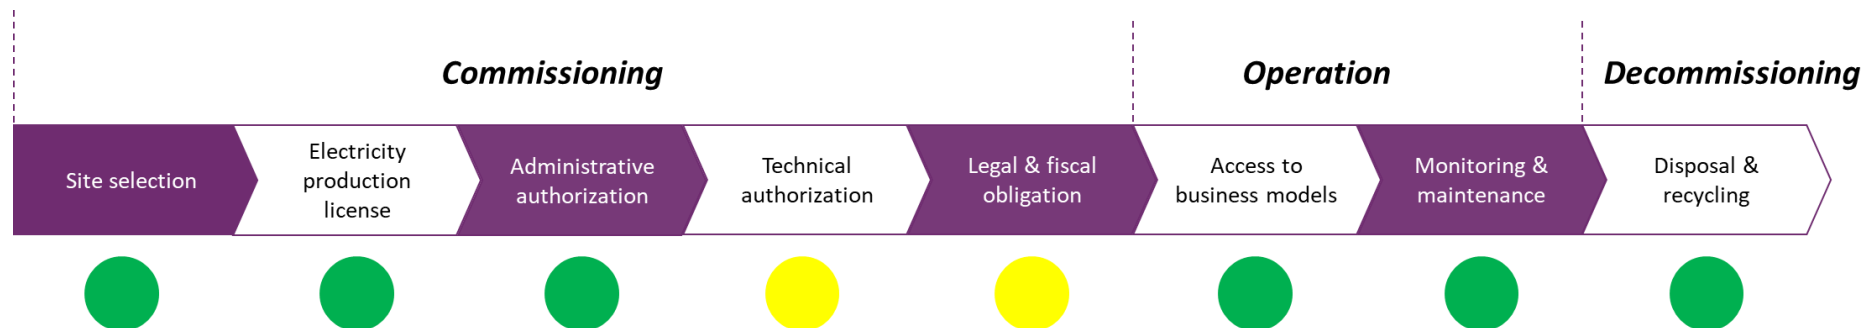 Commissioning
Operation
Decommissioning
Site selection
Electricity
production
license
Administrative
authorization
Technical
authorization
Legal & fiscal
obligation
Access to
business models
Monitoring &
maintenance
Disposal &
recycling